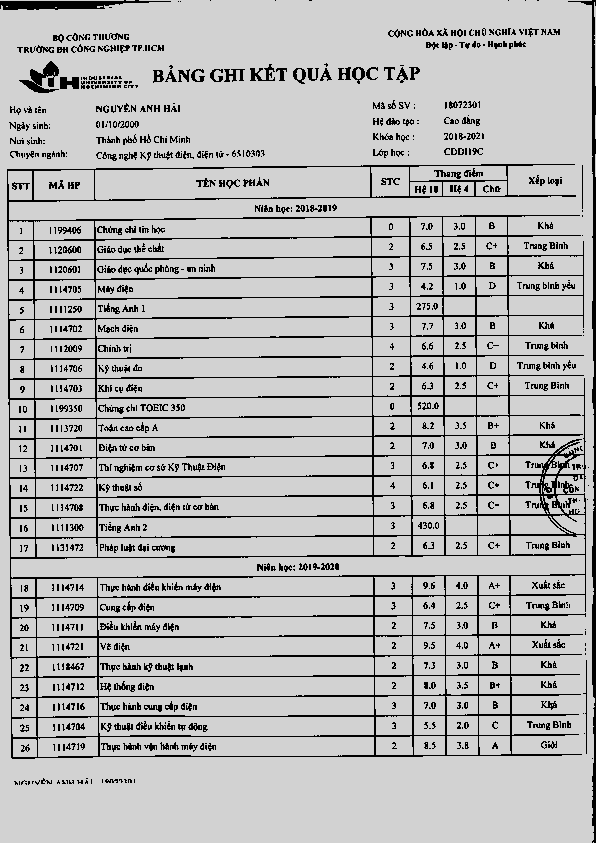 BỘ CÔNG THƯƠNG
TRƯỜNG ĐH CÔNG NGHIỆP TP.HCM
CỘNG HÒA XÃ HỘI CHỦ NGHĨA VIỆT NAM
Độc lập - Tự do - Hạnh phúc
INDUSTRIAL
UNIVERSITY OF
HOCHIMINH CITY
BẢNG GHI KẾT QUẢ HỌC TẬP
Họ và tên NGUYỄN ANH HẢI Mã số SV : 18072301
Ngày sinh: 01/10/2000 Hệ đào tạo : Cao đẳng
Nơi sinh: Thành phố Hồ Chí Minh Khóa học : 2018-2021
Chuyên ngành: Công nghệ Kỹ thuật điện, điện tử - 6510303 Lớp học : CDDI19C
STT MÃ HP TÊN HỌC PHẦN STC Thang điểm Xếp loại
Hệ 10 Hệ 4 Chữ
Niên học: 2018-2019
1 1199406 Chứng chỉ tin học 0 7.0 3.0 B Khá
2 1120600 Giáo dục thể chất 2 6.5 2.5 C+ Trung Bình
3 1120601 Giáo dục quốc phòng - an ninh 3 7.5 3.0 B Khá
4 1114705 Máy điện 3 4.2 1.0 D Trung bình yếu
5 1111250 Tiếng Anh 1 3 275.0
6 1114702 Mạch điện 3 7.7 3.0 B Khá
7 1112009 Chính trị 4 6.6 2.5 C+ Trung bình
8 1114706 Kỹ thuật đo 2 4.6 1.0 D Trung bình yếu
9 1114703 Khí cụ điện 2 6.3 2.5 C+ Trung Bình
10 1199350 Chứng chỉ TOEIC 350 0 520.0
11 1113720 Toán cao cấp A 2 8.2 3.5 B+ Khá
12 1114701 Điện tử cơ bản 2 7.0 3.0 B Khá
13 1114707 Thí nghiệm cơ sở Kỹ Thuật Điện 3 6.8 2.5 C+ Trung Bình
14 1114722 Kỹ thuật số 4 6.1 2.5 C+ Trung Bình
15 1114708 Thực hành điện, điện tử cơ bản 3 6.8 2.5 C+ Trung Bình
16 1111300 Tiếng Anh 2 3 430.0
17 1131472 Pháp luật đại cương 2 6.3 2.5 C+ Trung Bình
Niên học: 2019-2020
18 1114714 Thực hành điều khiển máy điện 3 9.6 4.0 A+ Xuất sắc
19 1114709 Cung cấp điện 3 6.4 2.5 C+ Trung Bình
20 1114711 Điều khiển máy điện 2 7.5 3.0 B Khá
21 1114721 Vẽ điện 2 9.5 4.0 A+ Xuất sắc
22 1118467 Thực hành kỹ thuật lạnh 2 7.3 3.0 B Khá
23 1114712 Hệ thống điện 2 8.0 3.5 B+ Khá
24 1114716 Thực hành cung cấp điện 3 7.0 3.0 B Khá
25 1114704 Kỹ thuật điều khiển tự động 3 5.5 2.0 C Trung Bình
26 1114719 Thực hành vận hành máy điện 2 8.5 3.8 A Giỏi
NGUYỄN ANH HẢI